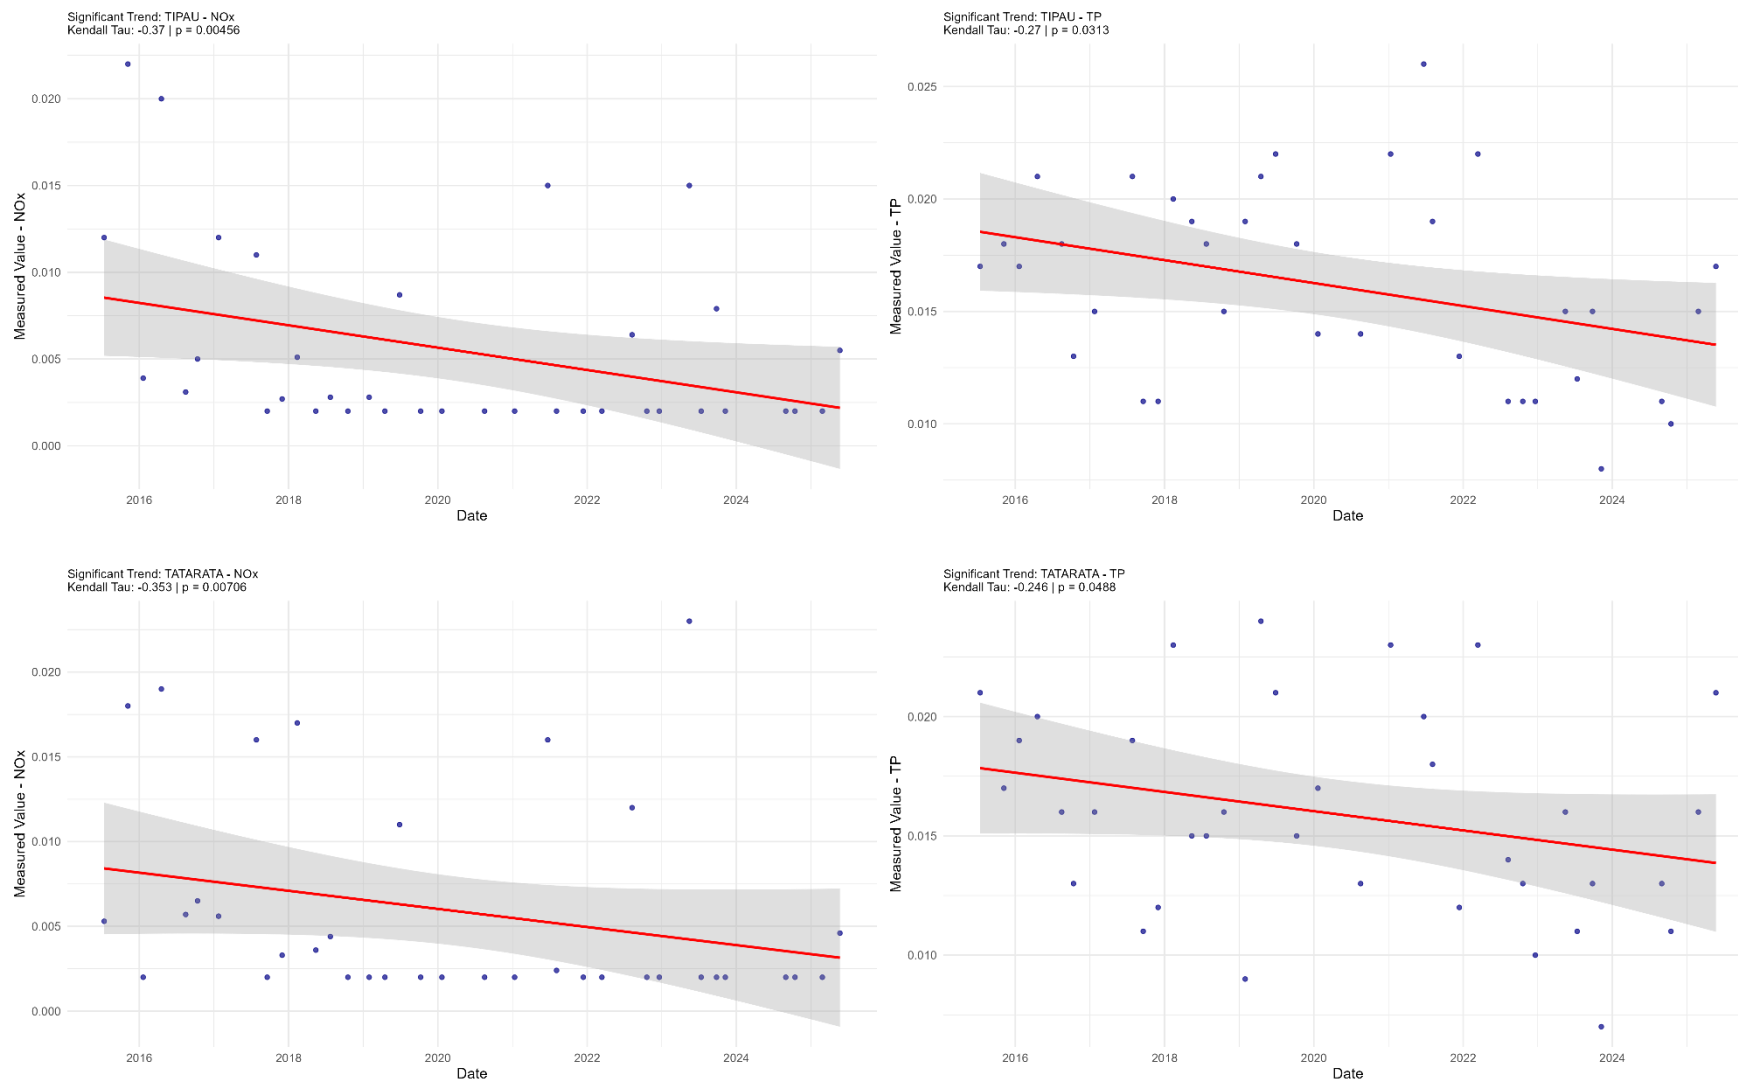 Significant Trend: TIPAU - NOx
Kendall Tau: -0.37 | p = 0.00456
0.020
0.015
0.010
0.005
0.000
Measured Value - NOx
2016 2018 2020 2022 2024
Date
Significant Trend: TIPAU - TP
Kendall Tau: -0.27 | p = 0.0313
0.025
0.020
0.015
0.010
Measured Value - TP
2016 2018 2020 2022 2024
Date
Significant Trend: TATARATA - NOx
Kendall Tau: -0.353 | p = 0.00706
0.020
0.015
0.010
0.005
0.000
Measured Value - NOx
2016 2018 2020 2022 2024
Date
Significant Trend: TATARATA - TP
Kendall Tau: -0.246 | p = 0.0488
0.020
0.015
0.010
Measured Value - TP
2016 2018 2020 2022 2024
Date